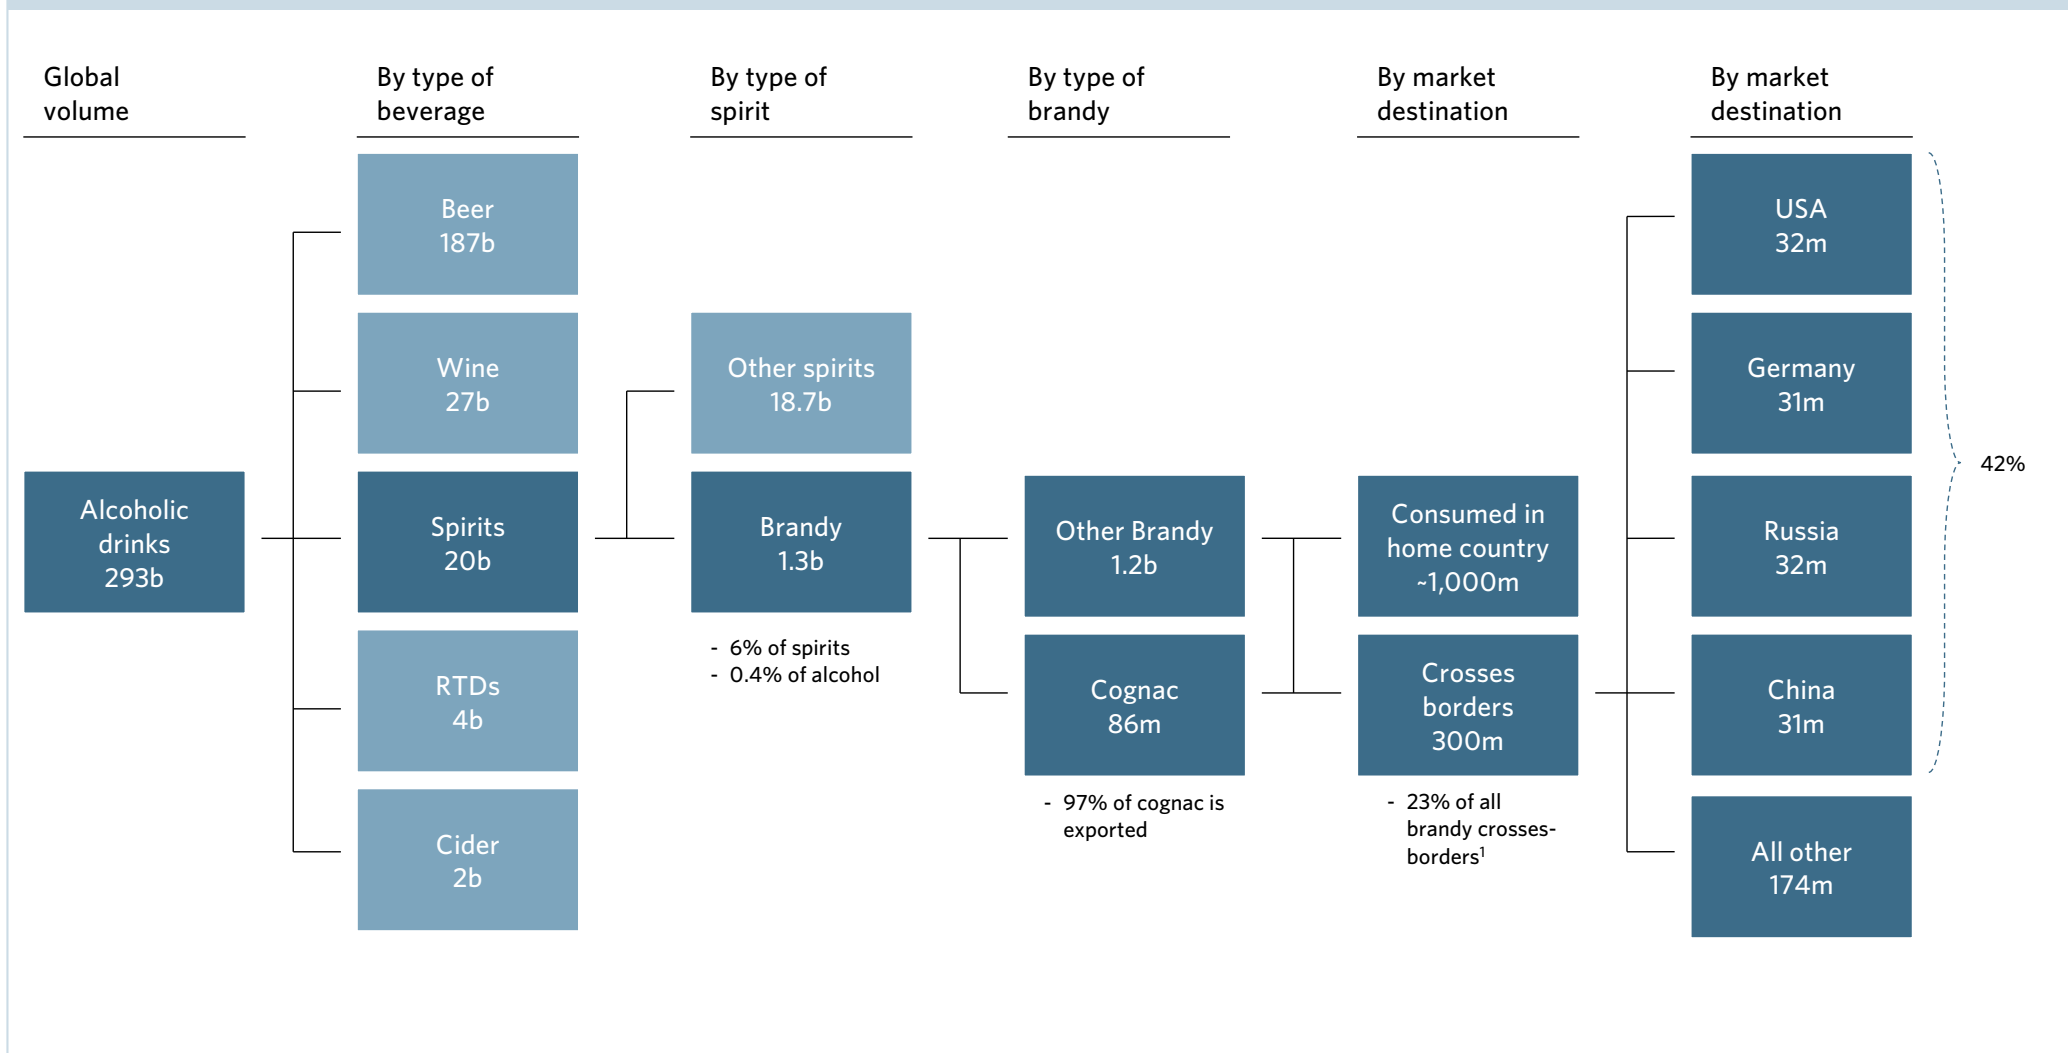 Global
volume
By type of
beverage
By type of
spirit
By type of
brandy
By market
destination
By market
destination
Alcoholic
drinks
293b
Beer
187b
Wine
27b
Spirits
20b
RTDs
4b
Cider
2b
Other spirits
18.7b
Brandy
1.3b
- 6% of spirits
- 0.4% of alcohol
Other Brandy
1.2b
Cognac
86m
- 97% of cognac is
exported
Consumed in
home country
~1,000m
Crosses
borders
300m
- 23% of all
brandy crosses-
borders¹
USA
32m
Germany
31m
Russia
32m
China
31m
All other
174m
42%